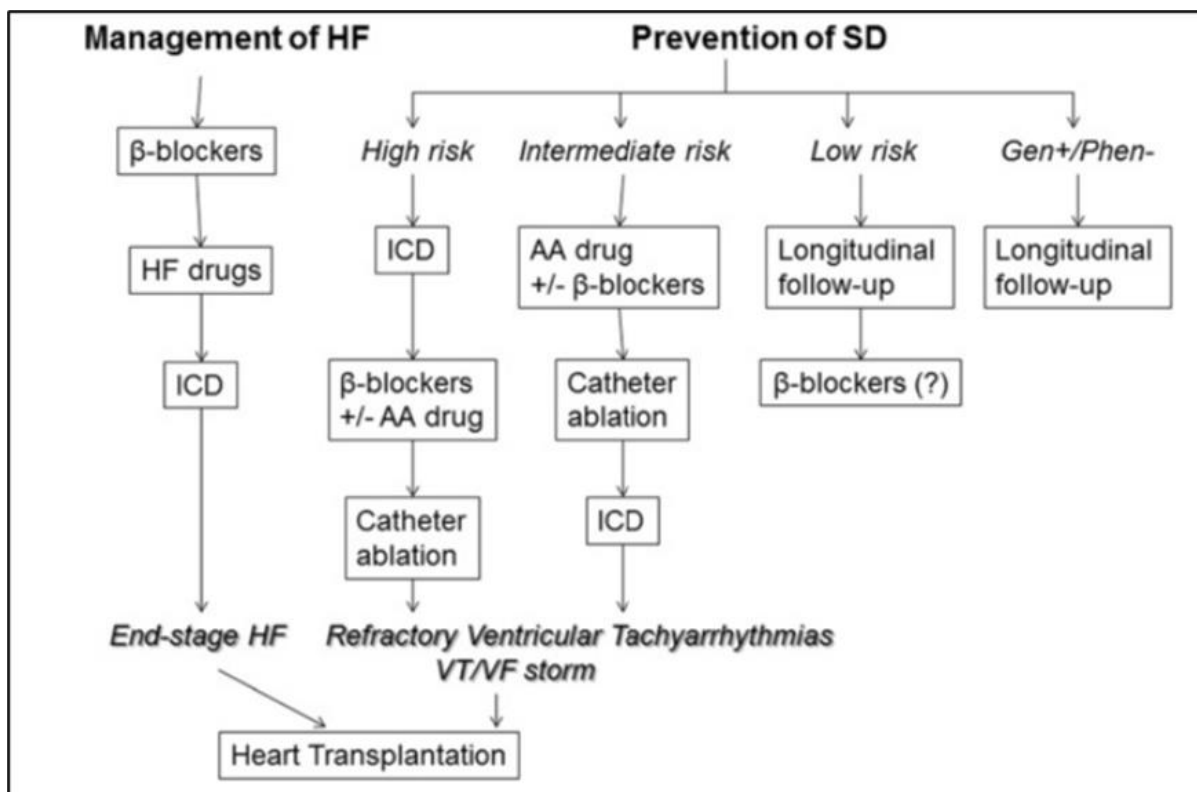 Management of HF
Prevention of SD
β-blockers
HF drugs
ICD
End-stage HF
High risk
ICD
β-blockers
+/- AA drug
Catheter
ablation
Intermediate risk
AA drug
+/- β-blockers
Catheter
ablation
ICD
Refractory Ventricular Tachyarrhythmias
VT/VF storm
Low risk
Longitudinal
follow-up
β-blockers (?)
Gen+/Phen-
Longitudinal
follow-up
Heart Transplantation